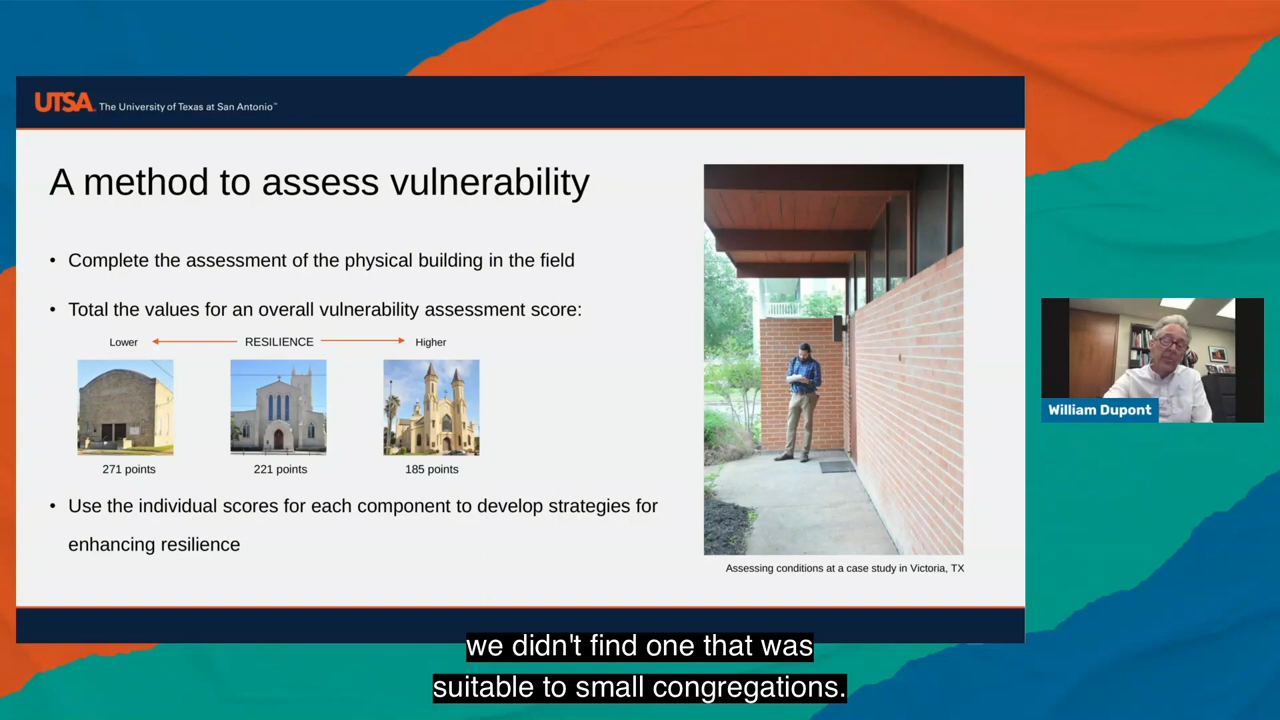 UTSA The University of Texas at San Antonio™
A method to assess vulnerability
• Complete the assessment of the physical building in the field
• Total the values for an overall vulnerability assessment score:
Lower RESILIENCE Higher
271 points 221 points 185 points
• Use the individual scores for each component to develop strategies for
enhancing resilience
Assessing conditions at a case study in Victoria, TX
William Dupont
we didn't find one that was
suitable to small congregations.